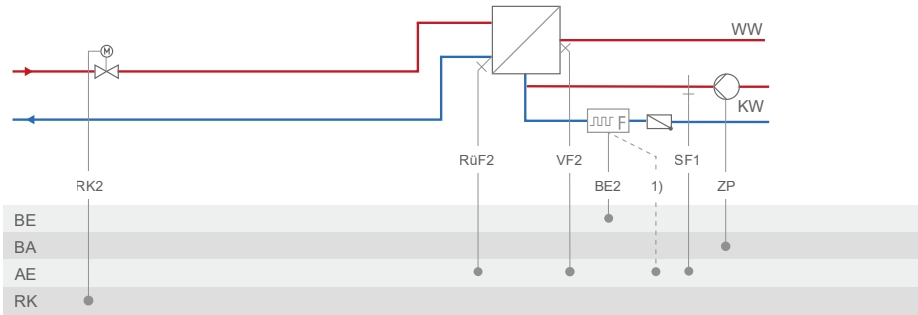 WW
M
KW
F
RüF2 VF2 SF1
RK2 BE2 1) ZP
BE
BA
AE
RK